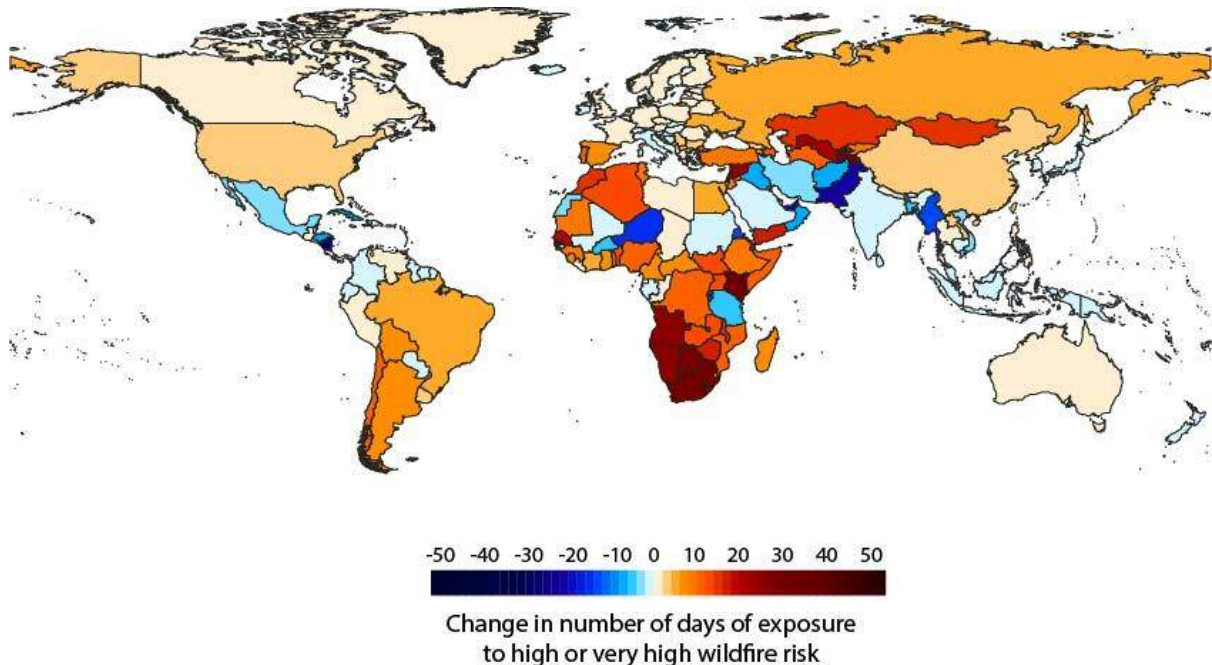 -50 -40 -30 -20 -10 0 10 20 30 40 50
Change in number of days of exposure
to high or very high wildfire risk